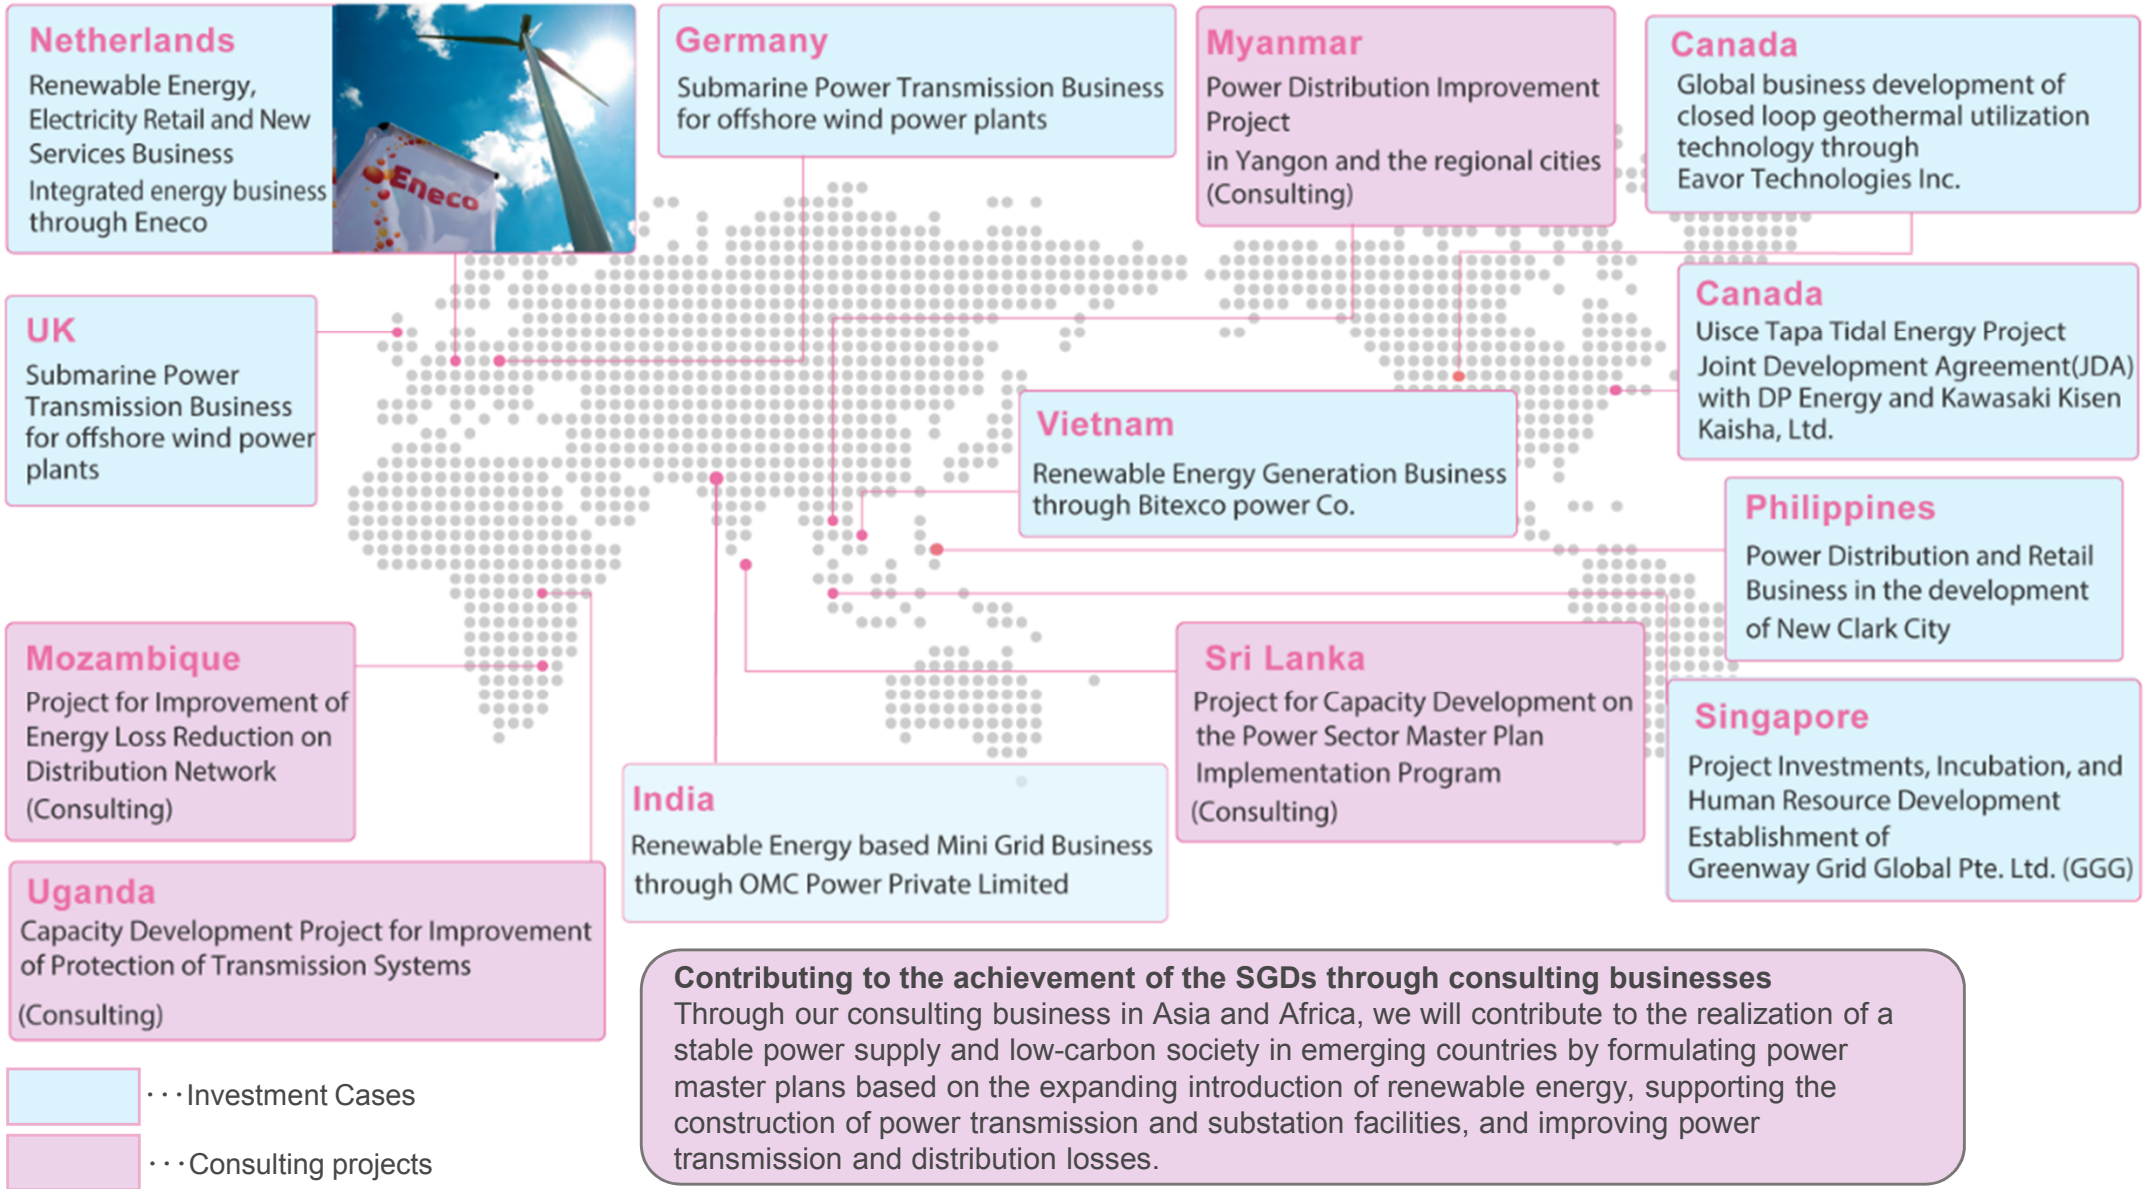 Netherlands
Renewable Energy,
Electricity Retail and New
Services Business
Integrated energy business
through Eneco
Eneco
Germany
Submarine Power Transmission Business
for offshore wind power plants
Myanmar
Power Distribution Improvement
Project
in Yangon and the regional cities
(Consulting)
Canada
Global business development of
closed loop geothermal utilization
technology through
Eavor Technologies Inc.
UK
Submarine Power
Transmission Business
for offshore wind power
plants
Canada
Uisce Tapa Tidal Energy Project
Joint Development Agreement(JDA)
with DP Energy and Kawasaki Kisen
Kaisha, Ltd.
Vietnam
Renewable Energy Generation Business
through Bitexco power Co.
Philippines
Power Distribution and Retail
Business in the development
of New Clark City
Mozambique
Project for Improvement of
Energy Loss Reduction on
Distribution Network
(Consulting)
Sri Lanka
Project for Capacity Development on
the Power Sector Master Plan
Implementation Program
(Consulting)
Singapore
Project Investments, Incubation, and
Human Resource Development
Establishment of
Greenway Grid Global Pte. Ltd. (GGG)
India
Renewable Energy based Mini Grid Business
through OMC Power Private Limited
Uganda
Capacity Development Project for Improvement
of Protection of Transmission Systems
(Consulting)
Contributing to the achievement of the SGDs through consulting businesses
Through our consulting business in Asia and Africa, we will contribute to the realization of a
stable power supply and low-carbon society in emerging countries by formulating power
master plans based on the expanding introduction of renewable energy, supporting the
construction of power transmission and substation facilities, and improving power
transmission and distribution losses.
･･･Investment Cases
･･･Consulting projects